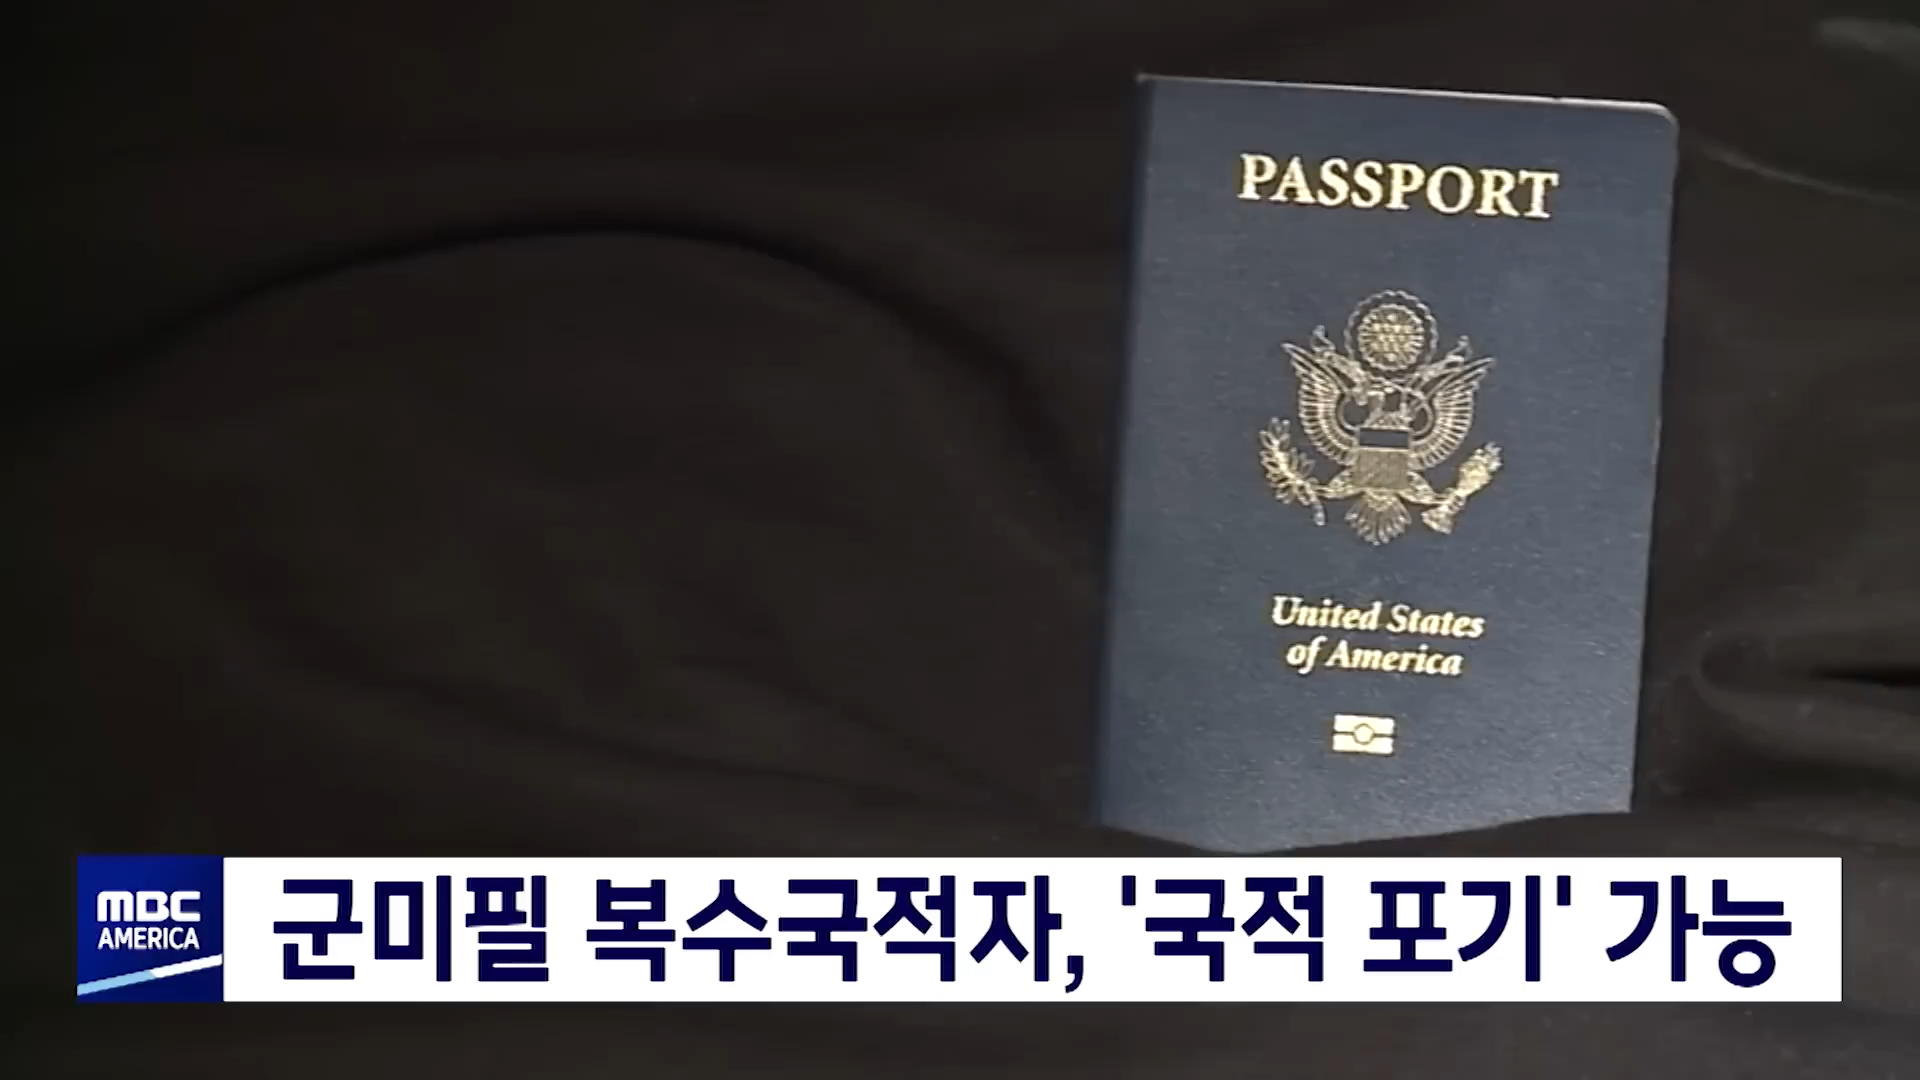 PASSPORT
United States
of America
MBC
AMERICA
군미필 복수국적자, '국적 포기' 가능